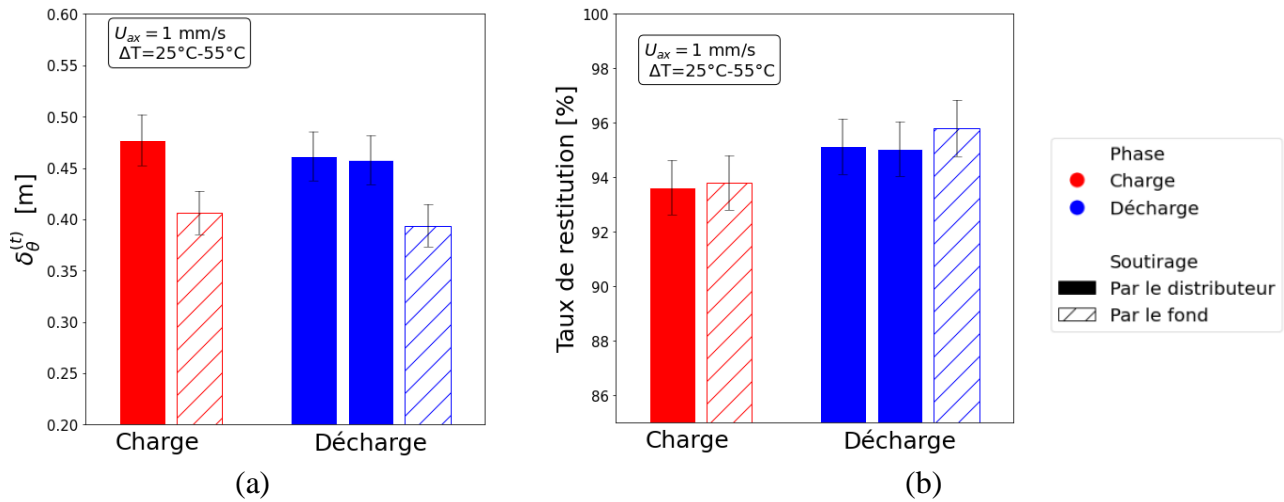 0.60
0.55
0.50
0.45
0.40
0.35
0.30
0.25
0.20
δ_θ^(t) [m]
U_ax = 1 mm/s
ΔT=25°C-55°C
Charge
Décharge
(a)
100
98
96
94
92
90
88
86
Taux de restitution [%]
U_ax = 1 mm/s
ΔT=25°C-55°C
Charge
Décharge
(b)
Phase
Charge
Décharge
Soutirage
Par le distributeur
Par le fond